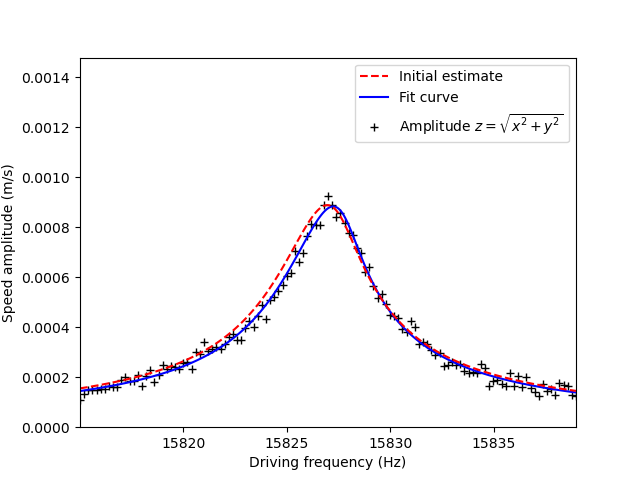 Initial estimate
Fit curve
Amplitude z = √x² + y²
0.0014
0.0012
0.0010
0.0008
0.0006
0.0004
0.0002
0.0000
Speed amplitude (m/s)
15820 15825 15830 15835
Driving frequency (Hz)